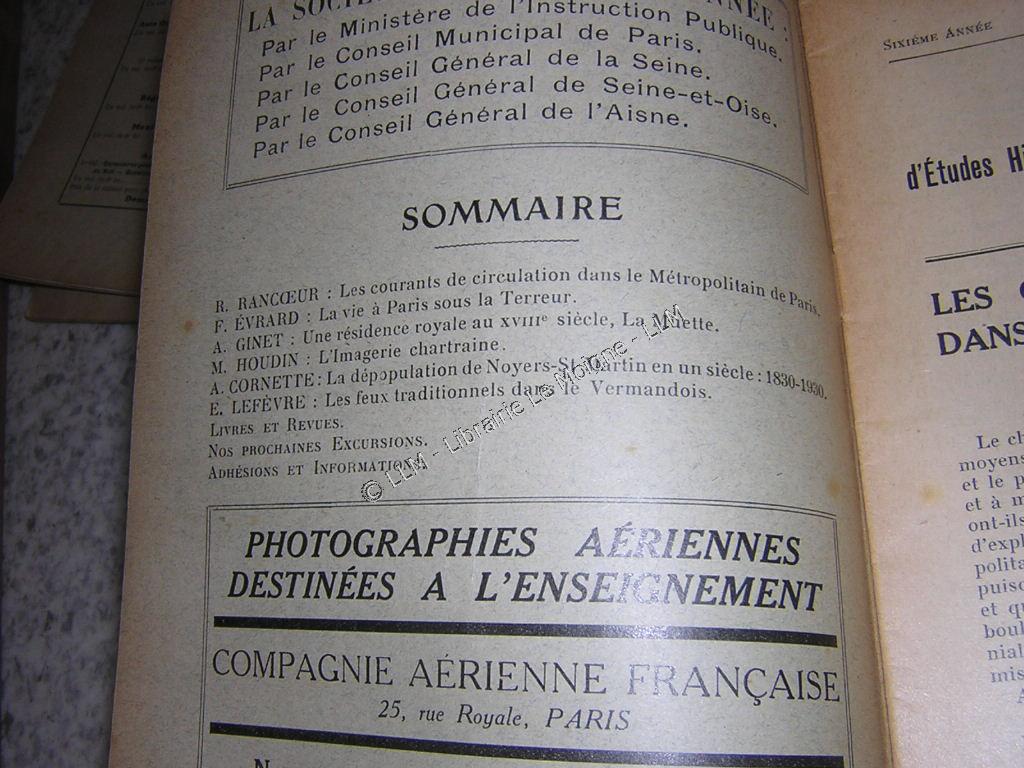 LA
Par le Ministére de l'Instruction Publique.
Par le Conseil Municipal de Paris.
Par le Conseil Général de la Seine.
Par le Conseil Général de Seine-et-Oise.
Par le Conseil Général de l'Aisne.
SOMMAIRE
R. RANCŒUR : Les courants de circulation dans le Métropolitain de Paris.
F. ÉVRARD : La vie à Paris sous la Terreur.
A. GINET : Une résidence royale au XVIIIe siècle, La Muette.
M. HOUDIN : L'Imagerie chartraine.
A. CORNETTE : La dépopulation de Noyers-St-Martin en un siècle : 1830-1930.
E. LEFÈVRE : Les feux traditionnels dans le Vermandois.
LIVRES ET REVUES.
NOS PROCHAINES EXCURSIONS.
ADHÉSIONS ET INFORMATIONS
© LLM - Librairie Le Moigne - LLM
PHOTOGRAPHIES AÉRIENNES
DESTINÉES A L'ENSEIGNEMENT
COMPAGNIE AÉRIENNE FRANÇAISE
25, rue Royale, PARIS
SIXIÉME ANNÉE
d'Études
LES
DANS
Le
moyens
et le
et à
ont-ils
d'expl
polita
puisq
et
boul
nial
mis